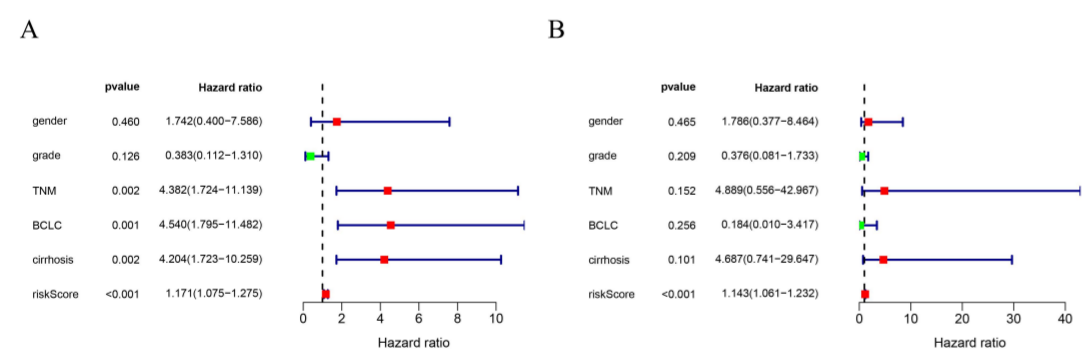 A
pvalue Hazard ratio
gender 0.460 1.742(0.400−7.586)
grade 0.126 0.383(0.112−1.310)
TNM 0.002 4.382(1.724−11.139)
BCLC 0.001 4.540(1.795−11.482)
cirrhosis 0.002 4.204(1.723−10.259)
riskScore <0.001 1.171(1.075−1.275)
0 2 4 6 8 10
Hazard ratio
B
pvalue Hazard ratio
gender 0.465 1.786(0.377−8.464)
grade 0.209 0.376(0.081−1.733)
TNM 0.152 4.889(0.556−42.967)
BCLC 0.256 0.184(0.010−3.417)
cirrhosis 0.101 4.687(0.741−29.647)
riskScore <0.001 1.143(1.061−1.232)
0 10 20 30 40
Hazard ratio